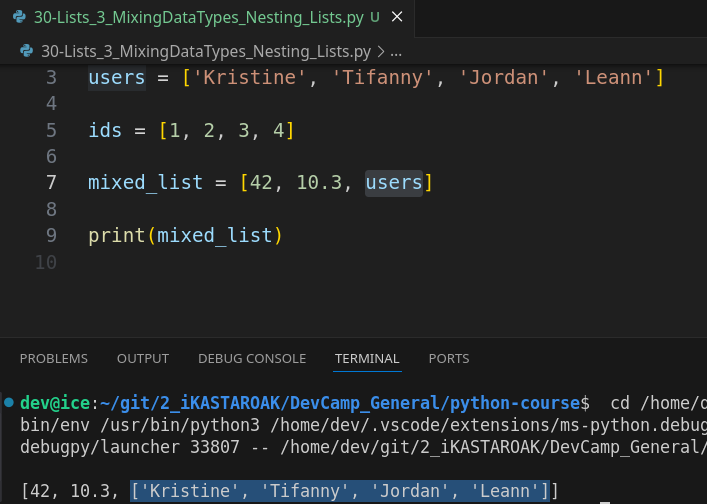 30-Lists_3_MixingDataTypes_Nesting_Lists.py U ×
30-Lists_3_MixingDataTypes_Nesting_Lists.py > ...
3 users = ['Kristine', 'Tifanny', 'Jordan', 'Leann']
4
5 ids = [1, 2, 3, 4]
6
7 mixed_list = [42, 10.3, users]
8
9 print(mixed_list)
10
PROBLEMS OUTPUT DEBUG CONSOLE TERMINAL PORTS
dev@ice:~/git/2_iKASTAROAK/DevCamp_General/python-course$ cd /home/d
bin/env /usr/bin/python3 /home/dev/.vscode/extensions/ms-python.debug
debugpy/launcher 33807 -- /home/dev/git/2_iKASTAROAK/DevCamp_General/
[42, 10.3, ['Kristine', 'Tifanny', 'Jordan', 'Leann']]